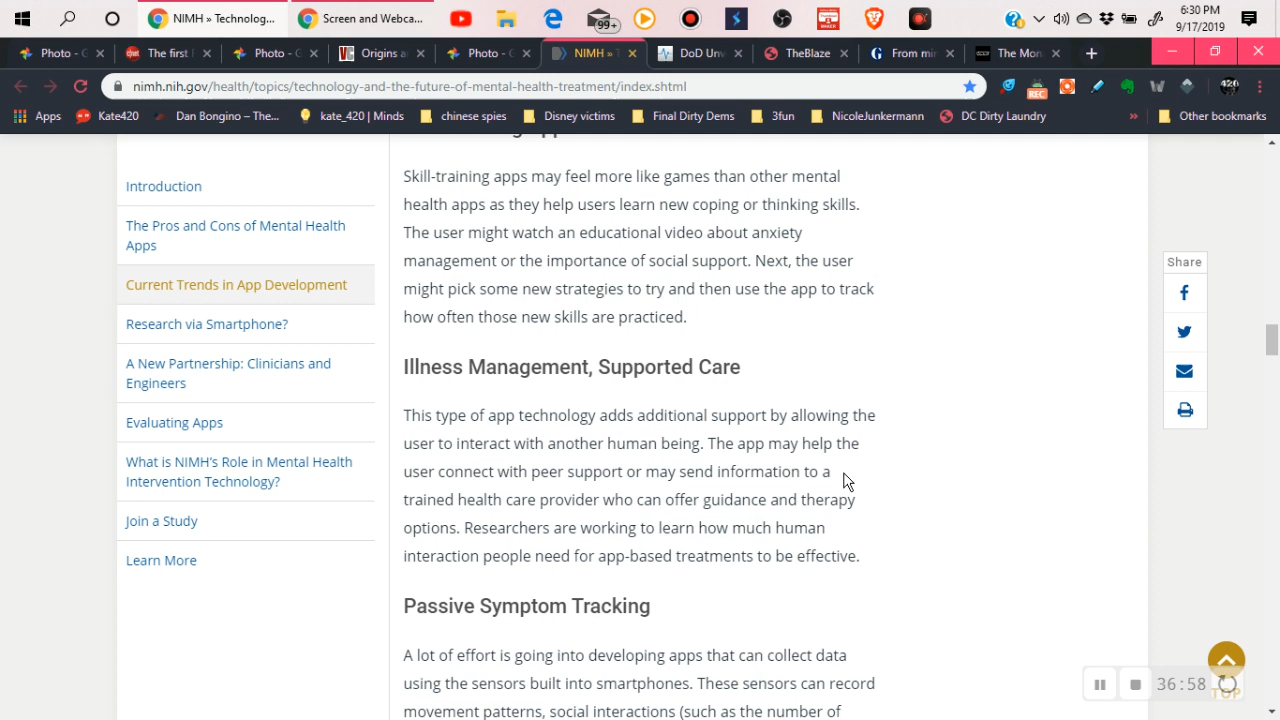 NIMH » Technolog...
Screen and Webca...
99+
6:30 PM
9/17/2019
Photo - G
The first
Photo - G
Origins a
Photo - G
NIMH » T
DoD Unv
TheBlaze
From min
The Mon
nimh.nih.gov/health/topics/technology-and-the-future-of-mental-health-treatment/index.shtml
REC
Apps
Kate420
Dan Bongino – The...
kate_420 | Minds
chinese spies
Disney victims
Final Dirty Dems
3fun
NicoleJunkermann
DC Dirty Laundry
»
Other bookmarks
Introduction
The Pros and Cons of Mental Health
Apps
Current Trends in App Development
Research via Smartphone?
A New Partnership: Clinicians and
Engineers
Evaluating Apps
What is NIMH's Role in Mental Health
Intervention Technology?
Join a Study
Learn More
Skill-training apps may feel more like games than other mental
health apps as they help users learn new coping or thinking skills.
The user might watch an educational video about anxiety
management or the importance of social support. Next, the user
might pick some new strategies to try and then use the app to track
how often those new skills are practiced.
Illness Management, Supported Care
This type of app technology adds additional support by allowing the
user to interact with another human being. The app may help the
user connect with peer support or may send information to a
trained health care provider who can offer guidance and therapy
options. Researchers are working to learn how much human
interaction people need for app-based treatments to be effective.
Passive Symptom Tracking
A lot of effort is going into developing apps that can collect data
using the sensors built into smartphones. These sensors can record
movement patterns, social interactions (such as the number of
Share
TOP
36:58